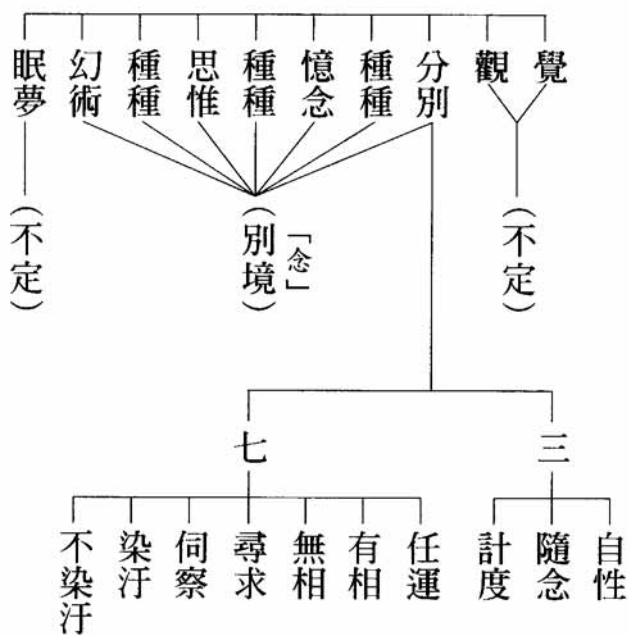 覺
觀
分別
種種
憶念
種種
思惟
種種
幻術
眠夢
（不定）
「念」
（別境）
（不定）
三
七
自性
隨念
計度
任運
有相
無相
尋求
伺察
染汙
不染汙